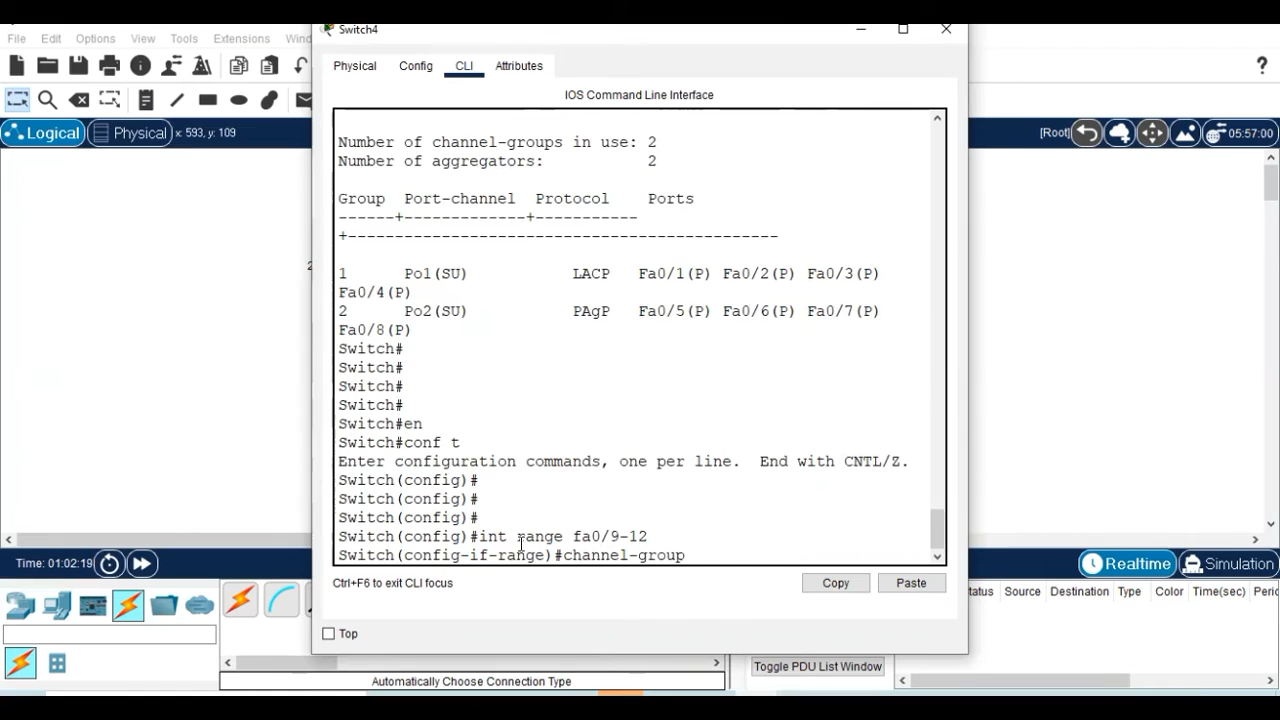 Switch4
File Edit Options View Tools Extensions Wind
Physical Config CLI Attributes
IOS Command Line Interface
Logical Physical x: 593, y: 109
[Root] 05:57:00
Number of channel-groups in use: 2
Number of aggregators: 2
Group Port-channel Protocol Ports
------+-------------+-----------
+----------------------------------------------
1 Po1(SU) LACP Fa0/1(P) Fa0/2(P) Fa0/3(P)
Fa0/4(P)
2 Po2(SU) PAgP Fa0/5(P) Fa0/6(P) Fa0/7(P)
Fa0/8(P)
Switch#
Switch#
Switch#
Switch#
Switch#en
Switch#conf t
Enter configuration commands, one per line. End with CNTL/Z.
Switch(config)#
Switch(config)#
Switch(config)#
Switch(config)#int range fa0/9-12
Switch(config-if-range)#channel-group
Ctrl+F6 to exit CLI focus
Copy Paste
Time: 01:02:19
Realtime Simulation
tatus Source Destination Type Color Time(sec) Perio
Top
Toggle PDU List Window
Automatically Choose Connection Type
?